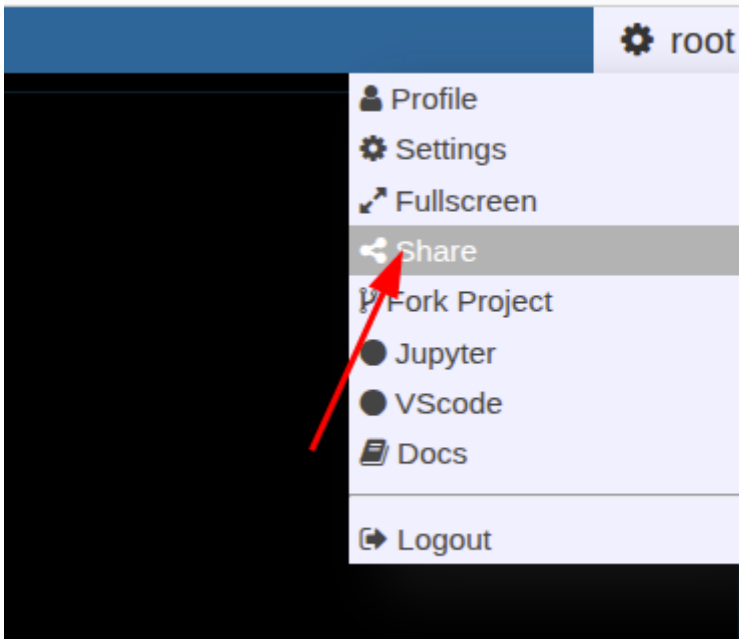 root
Profile
Settings
Fullscreen
Share
Fork Project
Jupyter
VScode
Docs
Logout